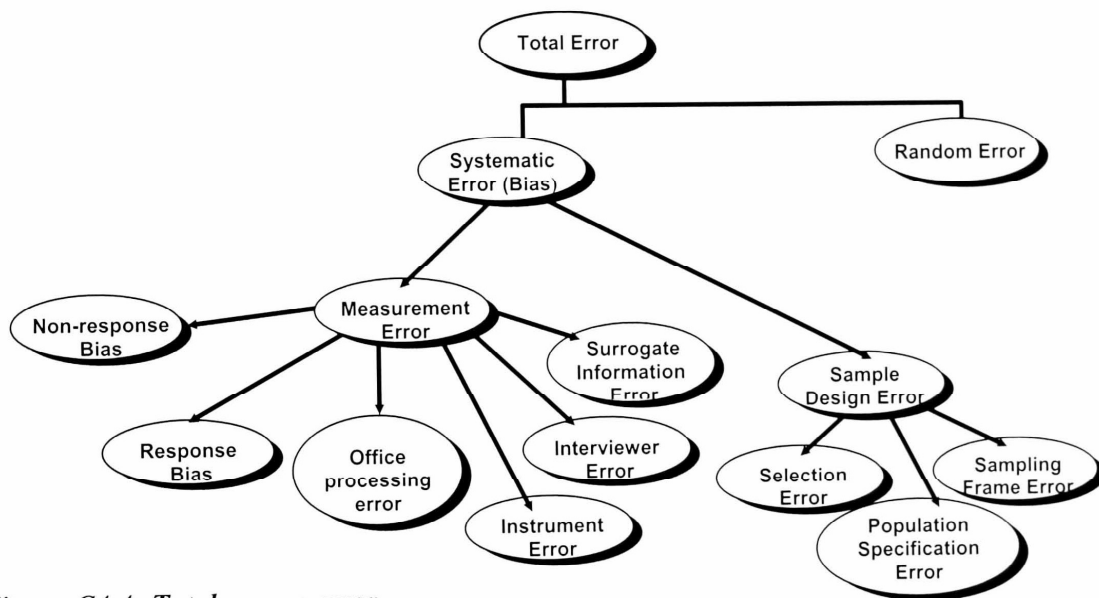 Total Error
Systematic
Error (Bias)
Random Error
Measurement
Error
Non-response
Bias
Surrogate
Information
Error
Sample
Design Error
Response
Bias
Office
processing
error
Interviewer
Error
Selection
Error
Sampling
Frame Error
Instrument
Error
Population
Specification
Error